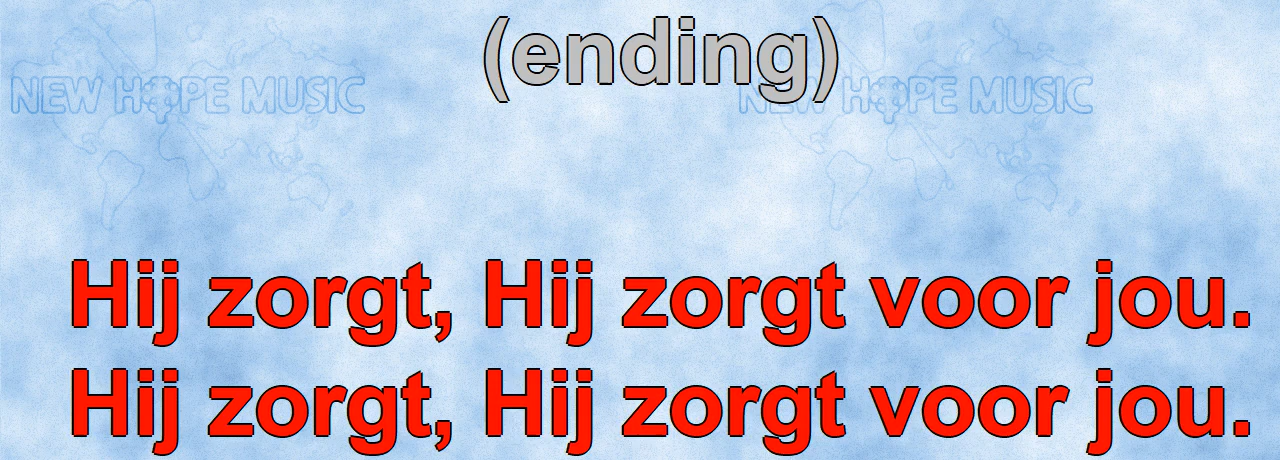 (ending)
NEW HOPE MUSIC NEW HOPE MUSIC
Hij zorgt, Hij zorgt voor jou.
Hij zorgt, Hij zorgt voor jou.